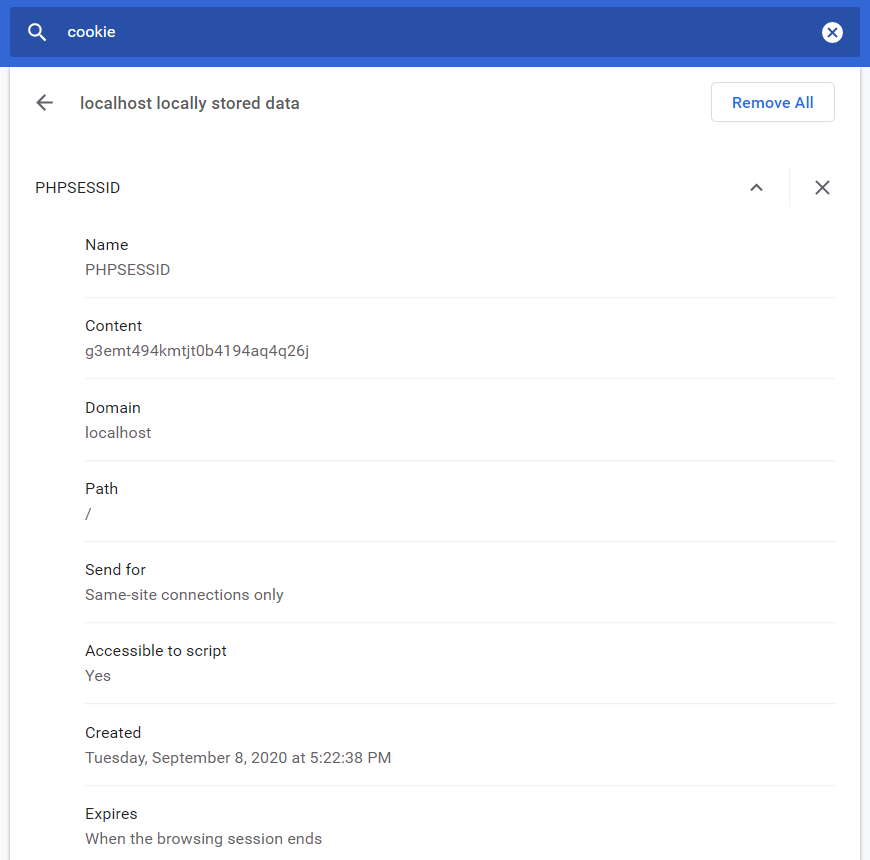 cookie
localhost locally stored data
Remove All
PHPSESSID
Name
PHPSESSID
Content
g3emt494kmtjt0b4194aq4q26j
Domain
localhost
Path
/
Send for
Same-site connections only
Accessible to script
Yes
Created
Tuesday, September 8, 2020 at 5:22:38 PM
Expires
When the browsing session ends